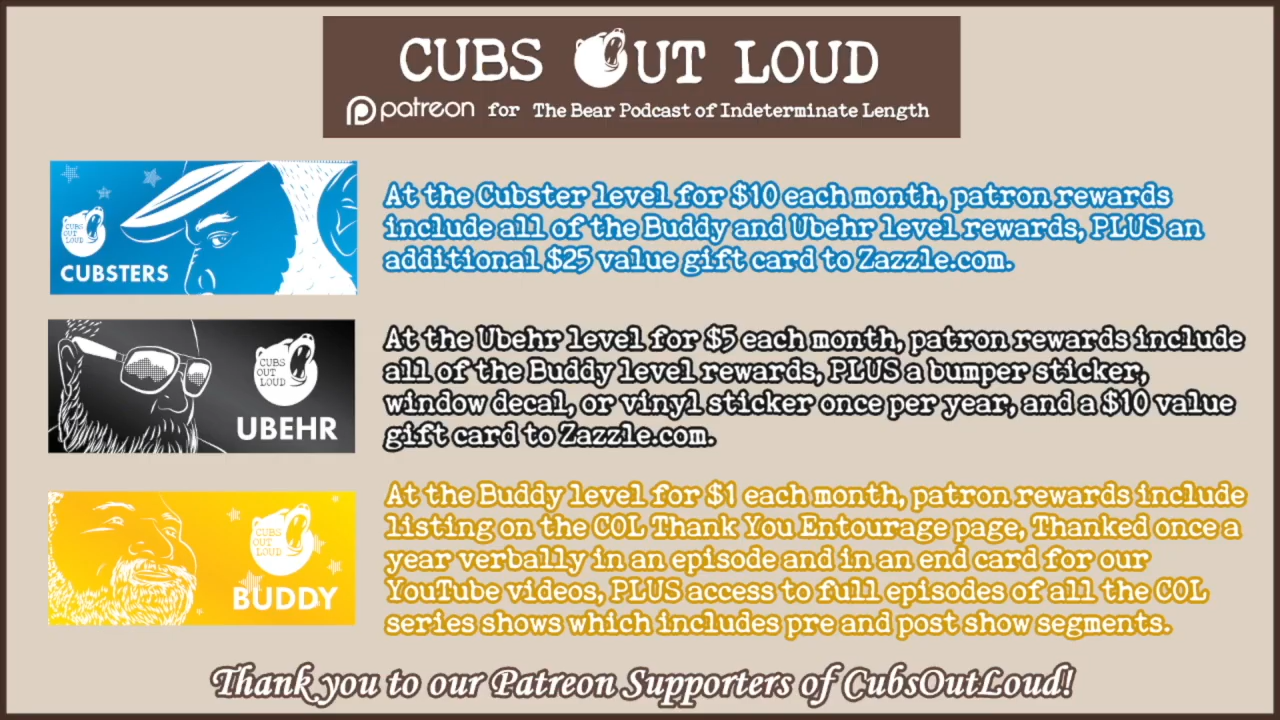 CUBS OUT LOUD
patreon for The Bear Podcast of Indeterminate Length
CUBS
OUT
LOUD
CUBSTERS
At the Cubster level for $10 each month, patron rewards
include all of the Buddy and Ubehr level rewards, PLUS an
additional $25 value gift card to Zazzle.com.
CUBS
OUT
LOUD
UBEHR
At the Ubehr level for $5 each month, patron rewards include
all of the Buddy level rewards, PLUS a bumper sticker,
window decal, or vinyl sticker once per year, and a $10 value
gift card to Zazzle.com.
CUBS
OUT
LOUD
BUDDY
At the Buddy level for $1 each month, patron rewards include
listing on the COL Thank You Entourage page, Thanked once a
year verbally in an episode and in an end card for our
YouTube videos, PLUS access to full episodes of all the COL
series shows which includes pre and post show segments.
Thank you to our Patreon Supporters of CubsOutLoud!